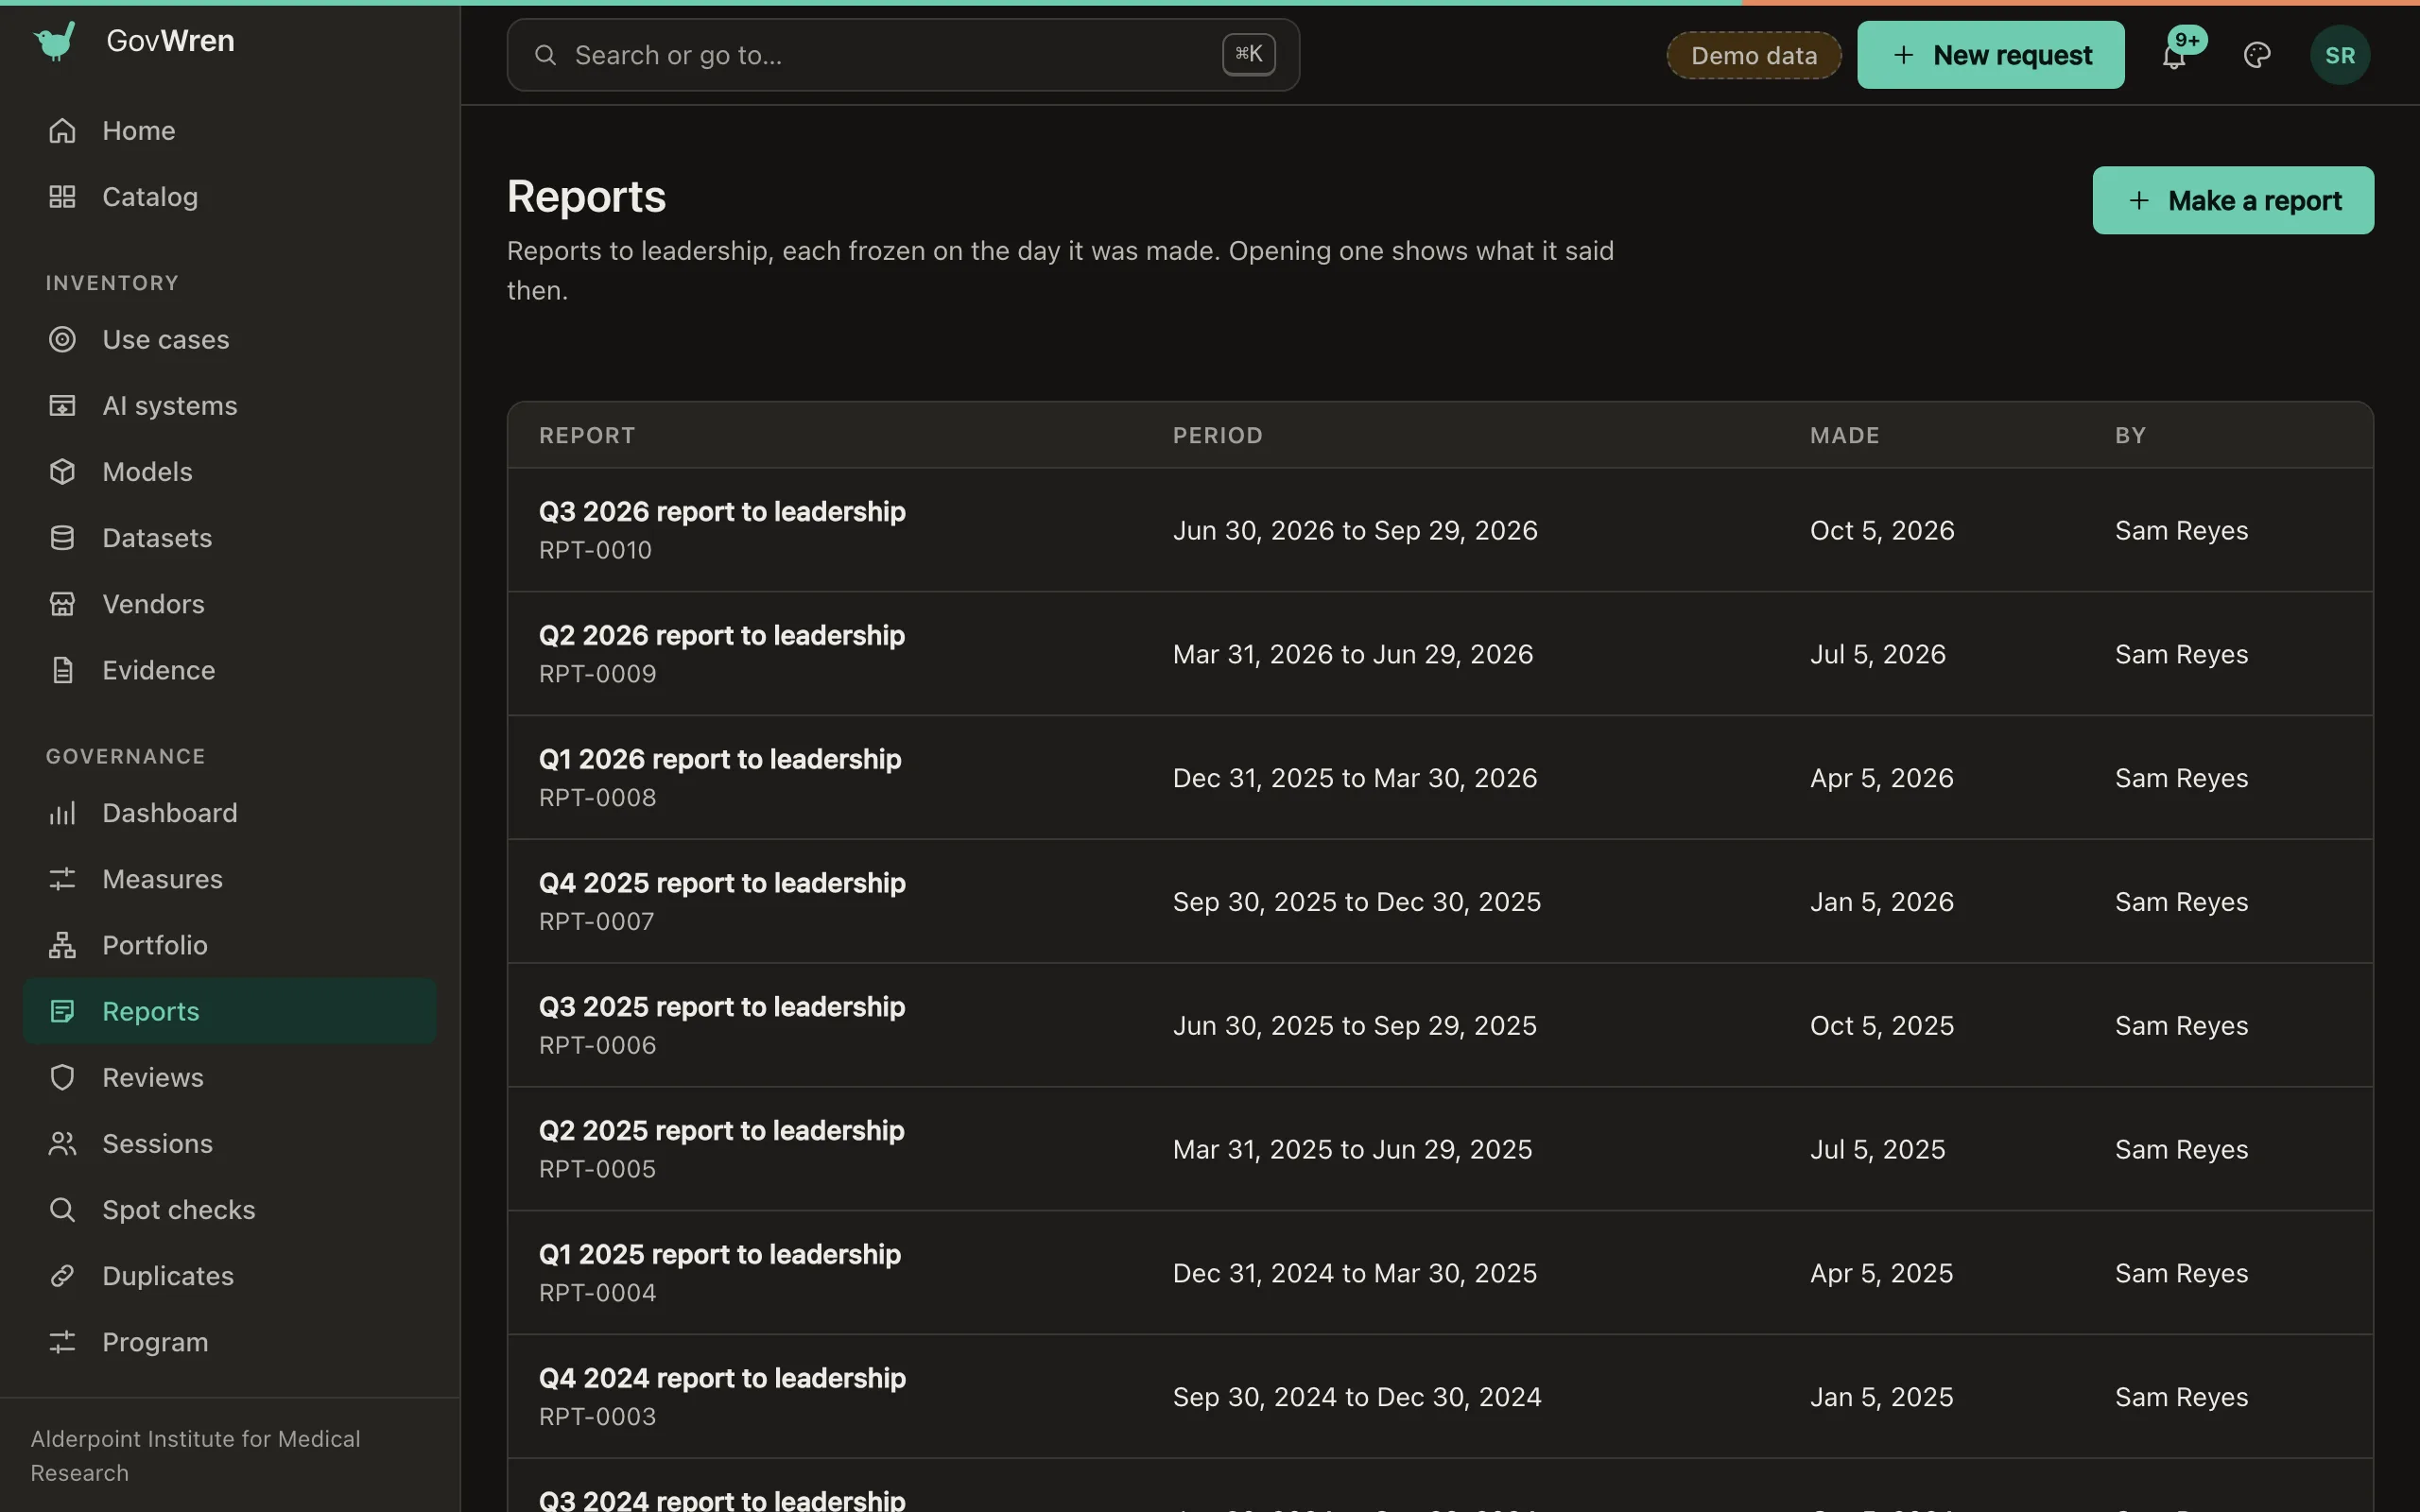 GovWren
Search or go to...
⌘K
Demo data
+ New request
9+
SR
Home
Catalog
INVENTORY
Use cases
AI systems
Models
Datasets
Vendors
Evidence
GOVERNANCE
Dashboard
Measures
Portfolio
Reports
Reviews
Sessions
Spot checks
Duplicates
Program
Alderpoint Institute for Medical
Research
Reports
+ Make a report
Reports to leadership, each frozen on the day it was made. Opening one shows what it said
then.
REPORT PERIOD MADE BY
Q3 2026 report to leadership
RPT-0010
Jun 30, 2026 to Sep 29, 2026 Oct 5, 2026 Sam Reyes
Q2 2026 report to leadership
RPT-0009
Mar 31, 2026 to Jun 29, 2026 Jul 5, 2026 Sam Reyes
Q1 2026 report to leadership
RPT-0008
Dec 31, 2025 to Mar 30, 2026 Apr 5, 2026 Sam Reyes
Q4 2025 report to leadership
RPT-0007
Sep 30, 2025 to Dec 30, 2025 Jan 5, 2026 Sam Reyes
Q3 2025 report to leadership
RPT-0006
Jun 30, 2025 to Sep 29, 2025 Oct 5, 2025 Sam Reyes
Q2 2025 report to leadership
RPT-0005
Mar 31, 2025 to Jun 29, 2025 Jul 5, 2025 Sam Reyes
Q1 2025 report to leadership
RPT-0004
Dec 31, 2024 to Mar 30, 2025 Apr 5, 2025 Sam Reyes
Q4 2024 report to leadership
RPT-0003
Sep 30, 2024 to Dec 30, 2024 Jan 5, 2025 Sam Reyes
Q3 2024 report to leadership